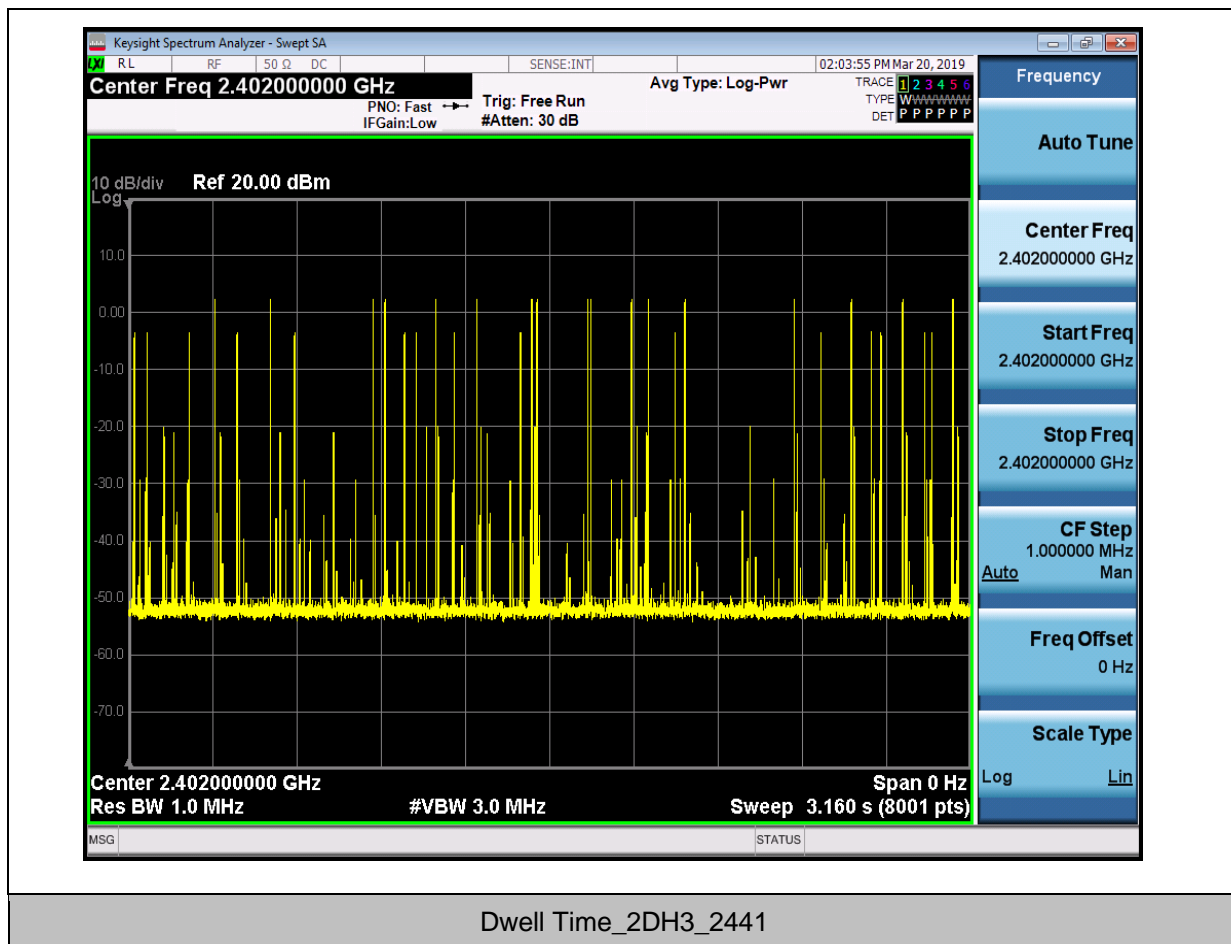 Keysight Spectrum Analyzer - Swept SA
LXI RL RF 50 Ω DC SENSE:INT 02:03:55 PM Mar 20, 2019
Center Freq 2.402000000 GHz
Avg Type: Log-Pwr
TRACE 1 2 3 4 5 6
PNO: Fast
Trig: Free Run
TYPE WWWWWW
IFGain:Low
#Atten: 30 dB
DET P P P P P P
10 dB/div Ref 20.00 dBm
Log
10.0
0.00
-10.0
-20.0
-30.0
-40.0
-50.0
-60.0
-70.0
Center 2.402000000 GHz Span 0 Hz
Res BW 1.0 MHz #VBW 3.0 MHz Sweep 3.160 s (8001 pts)
MSG STATUS
Frequency
Auto Tune
Center Freq
2.402000000 GHz
Start Freq
2.402000000 GHz
Stop Freq
2.402000000 GHz
CF Step
1.000000 MHz
Auto Man
Freq Offset
0 Hz
Scale Type
Log Lin
Dwell Time_2DH3_2441